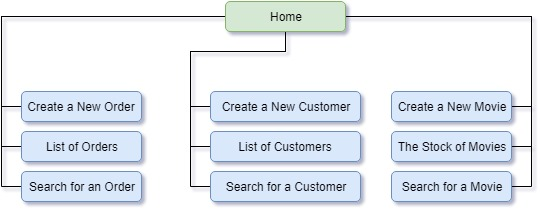 Home
Create a New Order
Create a New Customer
Create a New Movie
List of Orders
List of Customers
The Stock of Movies
Search for an Order
Search for a Customer
Search for a Movie